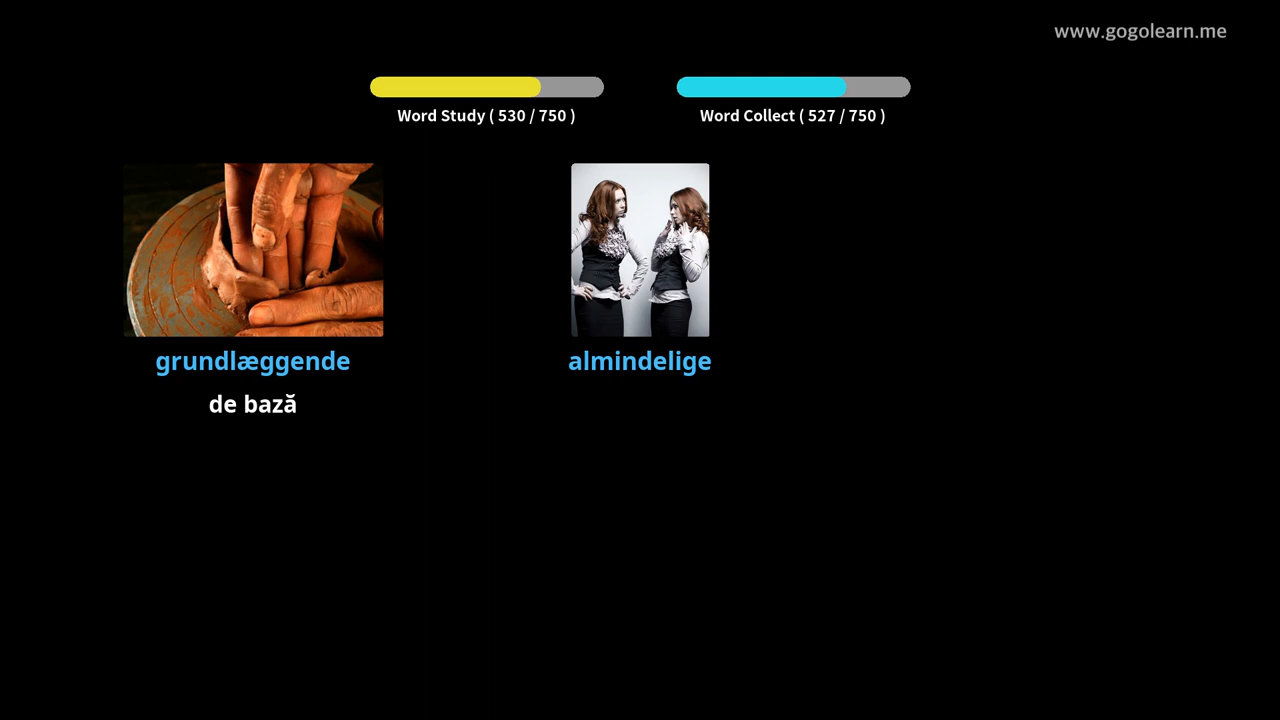 www.gogolearn.me
Word Study ( 530 / 750 )
Word Collect ( 527 / 750 )
grundlæggende
almindelige
de bază